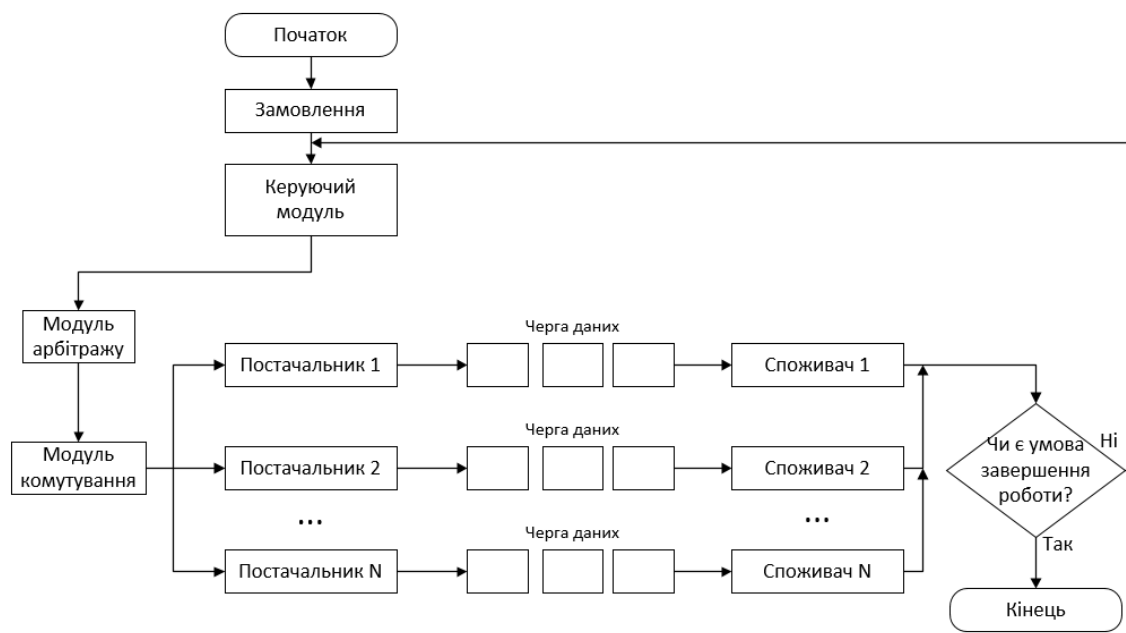 Початок
Замовлення
Керуючий
модуль
Модуль
арбітражу
Модуль
комутування
Черга даних
Постачальник 1
Споживач 1
Черга даних
Постачальник 2
Споживач 2
...
...
Черга даних
Постачальник N
Споживач N
Чи є умова
завершення
роботи?
Ні
Так
Кінець